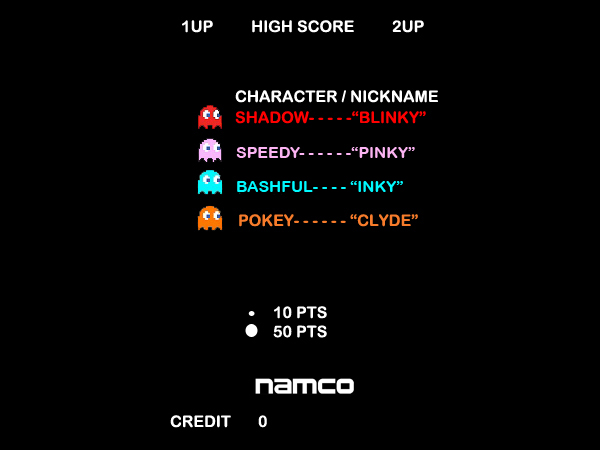 1UP HIGH SCORE 2UP
CHARACTER / NICKNAME
SHADOW- - - - -“BLINKY”
SPEEDY- - - - - -“PINKY”
BASHFUL- - - - “INKY”
POKEY- - - - - - “CLYDE”
10 PTS
50 PTS
namco
CREDIT 0